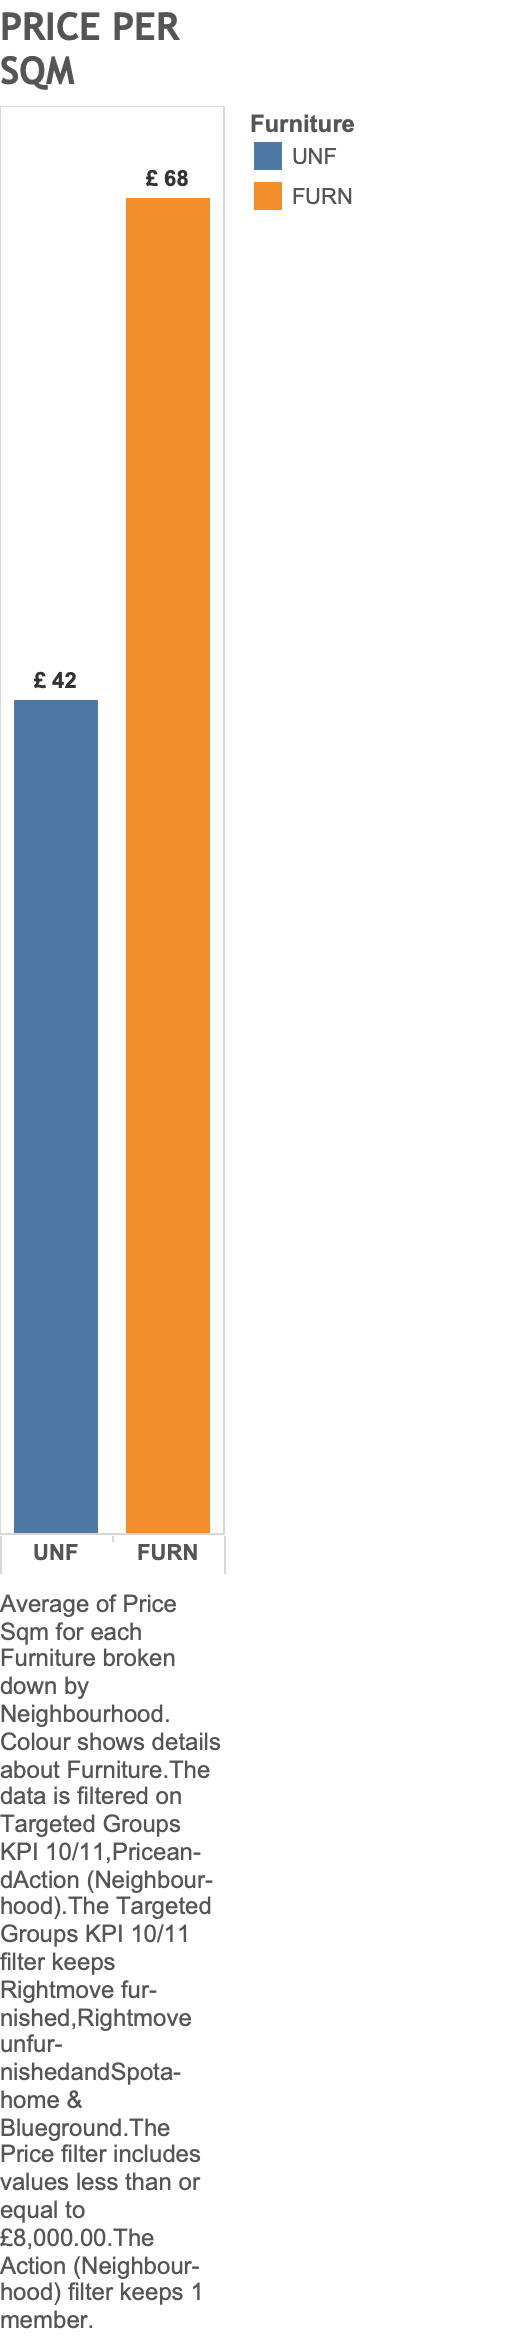 PRICE PER
SQM
Furniture
UNF
FURN
£ 68
£ 42
UNF FURN
Average of Price
Sqm for each
Furniture broken
down by
Neighbourhood.
Colour shows details
about Furniture.The
data is filtered on
Targeted Groups
KPI 10/11,Pricean-
dAction (Neighbour-
hood).The Targeted
Groups KPI 10/11
filter keeps
Rightmove fur-
nished,Rightmove
unfur-
nishedandSpota-
home &
Blueground.The
Price filter includes
values less than or
equal to
£8,000.00.The
Action (Neighbour-
hood) filter keeps 1
member.